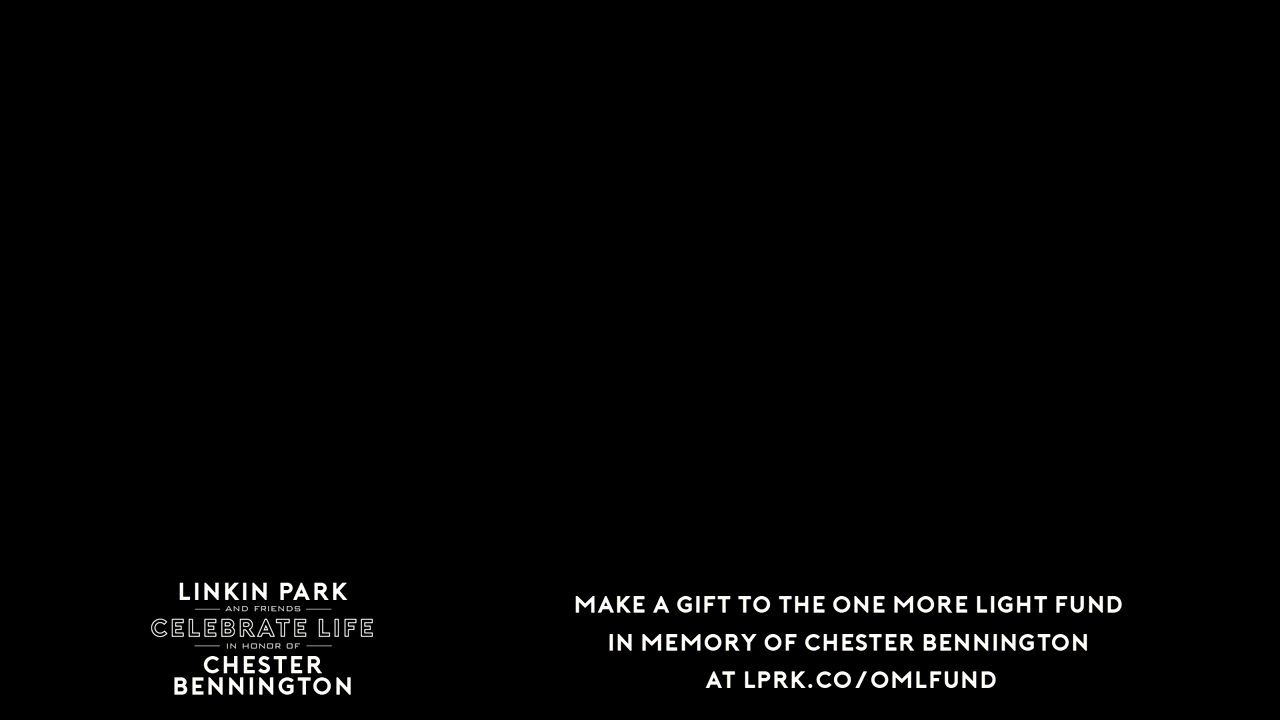 LINKIN PARK
AND FRIENDS
CELEBRATE LIFE
IN HONOR OF
CHESTER
BENNINGTON
MAKE A GIFT TO THE ONE MORE LIGHT FUND
IN MEMORY OF CHESTER BENNINGTON
AT LPRK.CO/OMLFUND